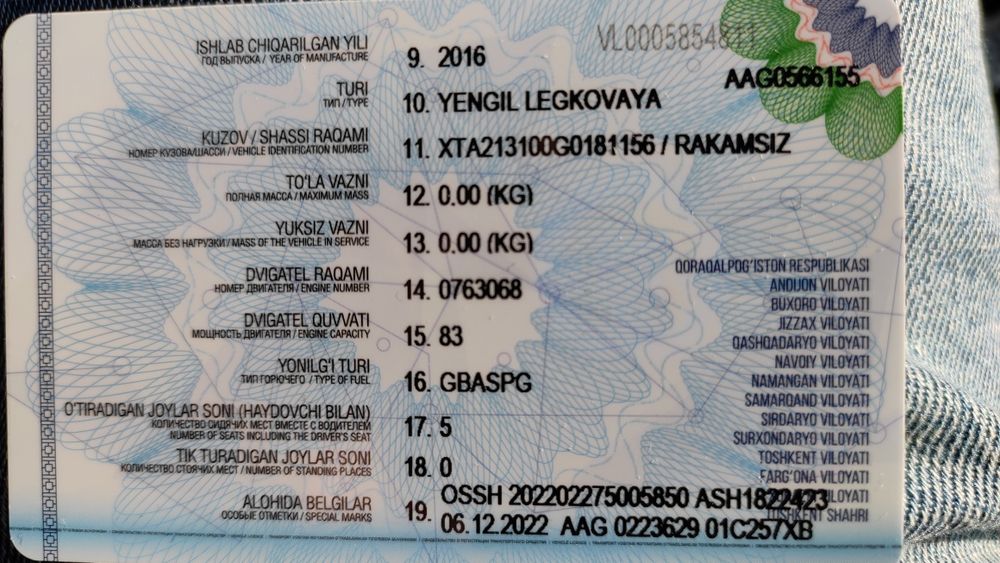 VL0005854811
AAG0566155
ISHLAB CHIQARILGAN YILI
ГОД ВЫПУСКА / YEAR OF MANUFACTURE
9. 2016
TURI
ТИП / TYPE
10. YENGIL LEGKOVAYA
KUZOV / SHASSI RAQAMI
НОМЕР КУЗОВА/ШАССИ / VEHICLE IDENTIFICATION NUMBER
11. XTA213100G0181156 / RAKAMSIZ
TO'LA VAZNI
ПОЛНАЯ МАССА / MAXIMUM MASS
12. 0.00 (KG)
YUKSIZ VAZNI
МАССА БЕЗ НАГРУЗКИ / MASS OF THE VEHICLE IN SERVICE
13. 0.00 (KG)
DVIGATEL RAQAMI
НОМЕР ДВИГАТЕЛЯ / ENGINE NUMBER
14. 0763068
DVIGATEL QUVVATI
МОЩНОСТЬ ДВИГАТЕЛЯ / ENGINE CAPACITY
15. 83
YONILG'I TURI
ТИП ГОРЮЧЕГО / TYPE OF FUEL
16. GBASPG
O'TIRADIGAN JOYLAR SONI (HAYDOVCHI BILAN)
КОЛИЧЕСТВО СИДЯЧИХ МЕСТ ВМЕСТЕ С ВОДИТЕЛЕМ
NUMBER OF SEATS INCLUDING THE DRIVER'S SEAT
17. 5
TIK TURADIGAN JOYLAR SONI
КОЛИЧЕСТВО СТОЯЧИХ МЕСТ / NUMBER OF STANDING PLACES
18. 0
ALOHIDA BELGILAR
ОСОБЫЕ ОТМЕТКИ / SPECIAL MARKS
19. OSSH 202202275005850 ASH1822423
06.12.2022 AAG 0223629 01C257XB
QORAQALPOG'ISTON RESPUBLIKASI
ANDIJON VILOYATI
BUXORO VILOYATI
JIZZAX VILOYATI
QASHQADARYO VILOYATI
NAVOIY VILOYATI
NAMANGAN VILOYATI
SAMARQAND VILOYATI
SIRDARYO VILOYATI
SURXONDARYO VILOYATI
TOSHKENT VILOYATI
FARG'ONA VILOYATI
VILOYATI
TOSHKENT SHAHRI